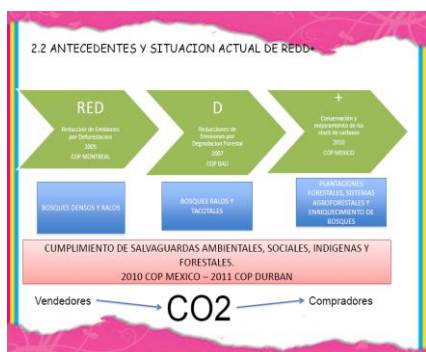 2.2 ANTECEDENTES Y SITUACION ACTUAL DE REDD+
RED
Reducción de Emisiones
por Deforestacion
2005
COP MONTREAL
D
Reducciones de
Emisiones por
Degradacion Forestal
2007
COP BALI
+
Conservación y
mejoramiento de los
stock de carbono
2010
COP MEXICO
BOSQUES DENSOS Y RALOS
BOSQUES RALOS Y
TACOTALES
PLANTACIONES
FORESTALES, SISTEMAS
AGROFORESTALES Y
ENRIQUECIMIENTO DE
BOSQUES
CUMPLIMIENTO DE SALVAGUARDAS AMBIENTALES, SOCIALES, INDIGENAS Y
FORESTALES.
2010 COP MEXICO – 2011 COP DURBAN
Vendedores CO2 Compradores